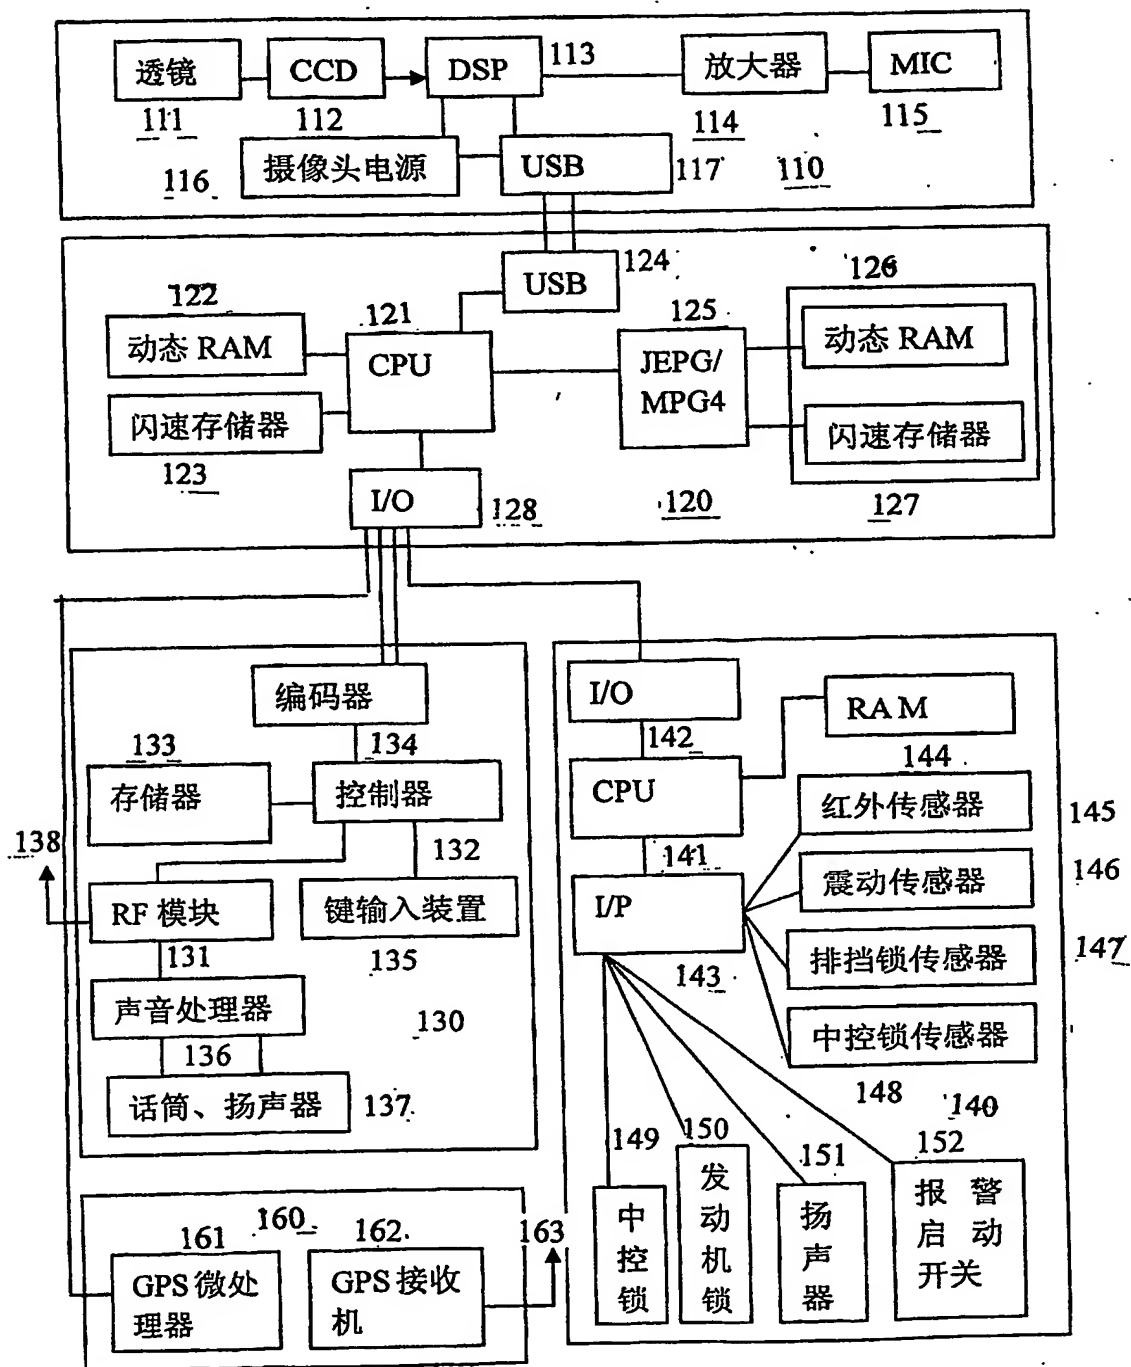 透镜
CCD
DSP
113
放大器
MIC
111
112
114
115
摄像头电源
USB
116
117
110
USB
124
126
122
121
125
动态 RAM
CPU
JEPG/
MPG4
动态 RAM
闪速存储器
闪速存储器
123
I/O
128
120
127
编码器
I/O
RAM
133
134
142
144
存储器
控制器
CPU
红外传感器
145
138
132
141
震动传感器
146
RF 模块
键输入装置
I/P
131
135
143
排挡锁传感器
147
声音处理器
130
中控锁传感器
136
148
话筒、扬声器
137
140
149
150
151
152
中控锁
发动机锁
扬声器
报 警
启 动
开关
160
161
162
163
GPS 微处
理器
GPS 接收
机